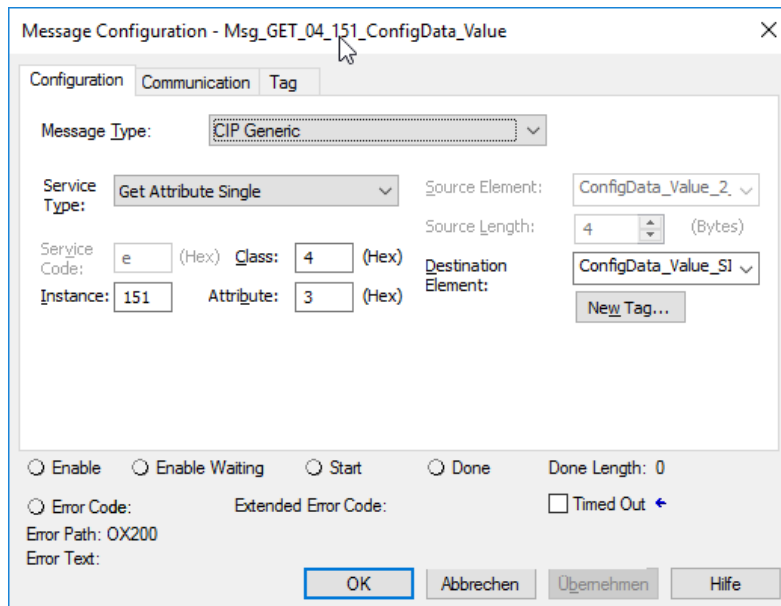 Message Configuration - Msg_GET_04_151_ConfigData_Value
Configuration Communication Tag
Message Type: CIP Generic
Service Type: Get Attribute Single
Source Element: ConfigData_Value_2_
Source Length: 4 (Bytes)
Service Code: e (Hex) Class: 4 (Hex)
Destination Element: ConfigData_Value_SI
Instance: 151 Attribute: 3 (Hex)
New Tag...
Enable Enable Waiting Start Done Done Length: 0
Error Code: Extended Error Code: Timed Out
Error Path: OX200
Error Text:
OK Abbrechen Übernehmen Hilfe